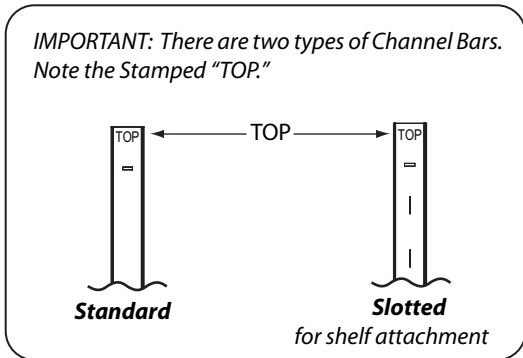 IMPORTANT: There are two types of Channel Bars.
Note the Stamped “TOP.”
TOP TOP TOP
Standard
Slotted
for shelf attachment